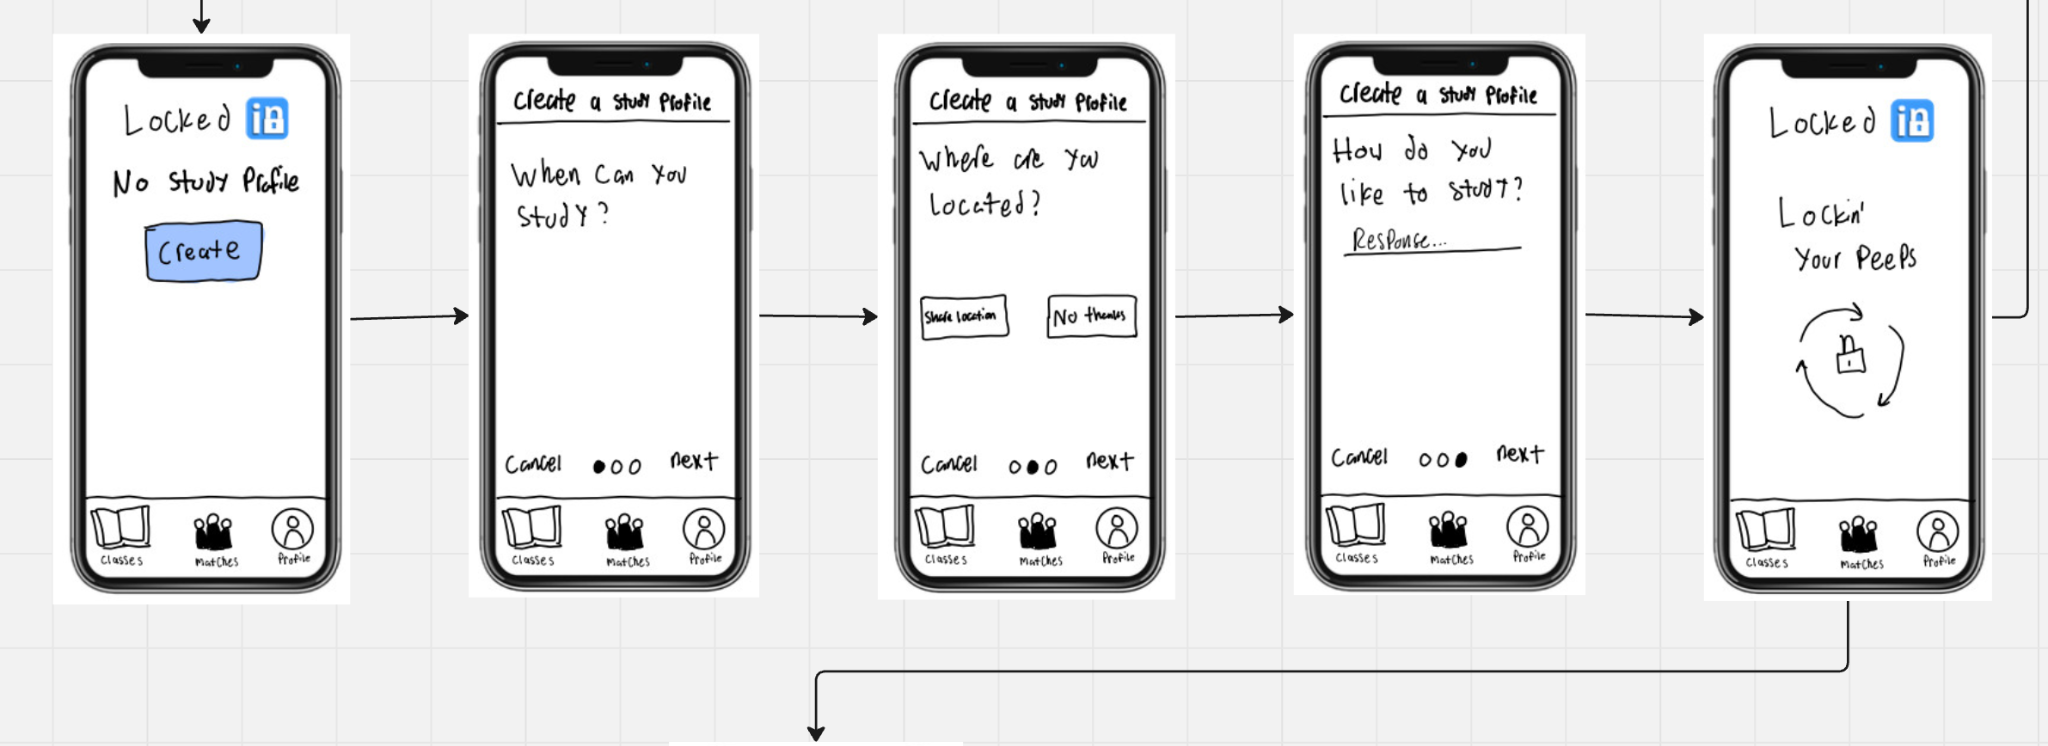 Locked in
No Study Profile
Create
Classes
Matches
Profile
Create a Study Profile
When Can You
Study?
Cancel
next
Classes
Matches
Profile
Create a Study Profile
Where are you
Located?
Share location
No thanks
Cancel
next
Classes
Matches
Profile
Create a Study Profile
How do you
like to study?
Response...
Cancel
next
Classes
Matches
Profile
Locked in
Lockin'
Your Peeps
Classes
Matches
Profile